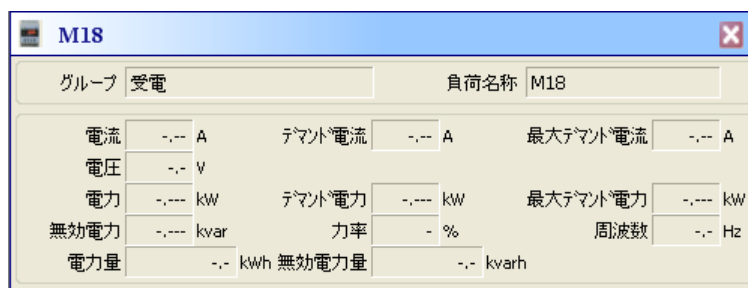 M18
グループ 受電 負荷名称 M18
電流 -.-- A デマンド電流 -.-- A 最大デマンド電流 -.-- A
電圧 -.- V
電力 -.--- kW デマンド電力 -.--- kW 最大デマンド電力 -.--- kW
無効電力 -.--- kvar 力率 - % 周波数 -.- Hz
電力量 -.- kWh 無効電力量 -.- kvarh